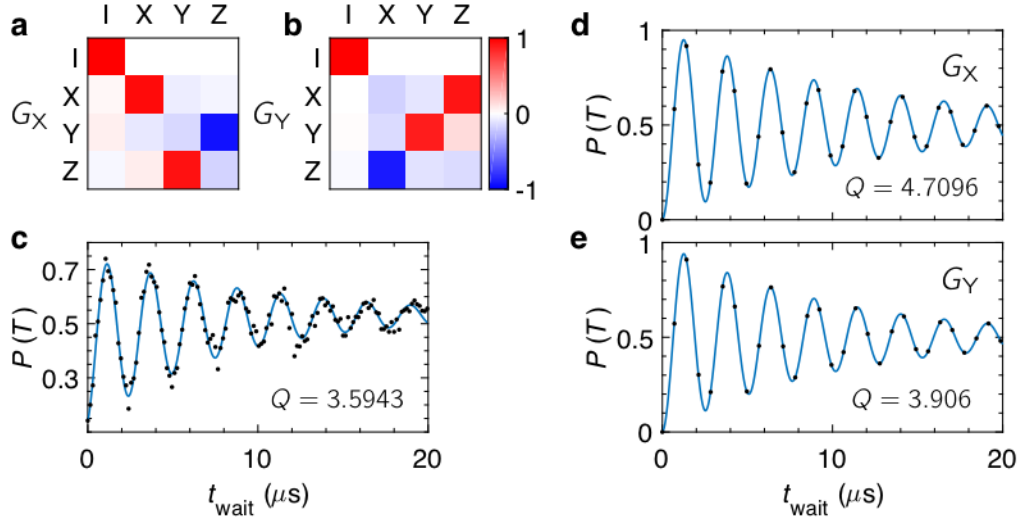 a
I X Y Z
G_X
I
X
Y
Z
b
I X Y Z
G_Y
1
0
-1
c
P(T)
0.7
0.5
0.3
Q = 3.5943
0 10 20
t_wait (μs)
d
P(T)
1
0.5
0
G_X
Q = 4.7096
e
P(T)
1
0.5
0
G_Y
Q = 3.906
0 10 20
t_wait (μs)